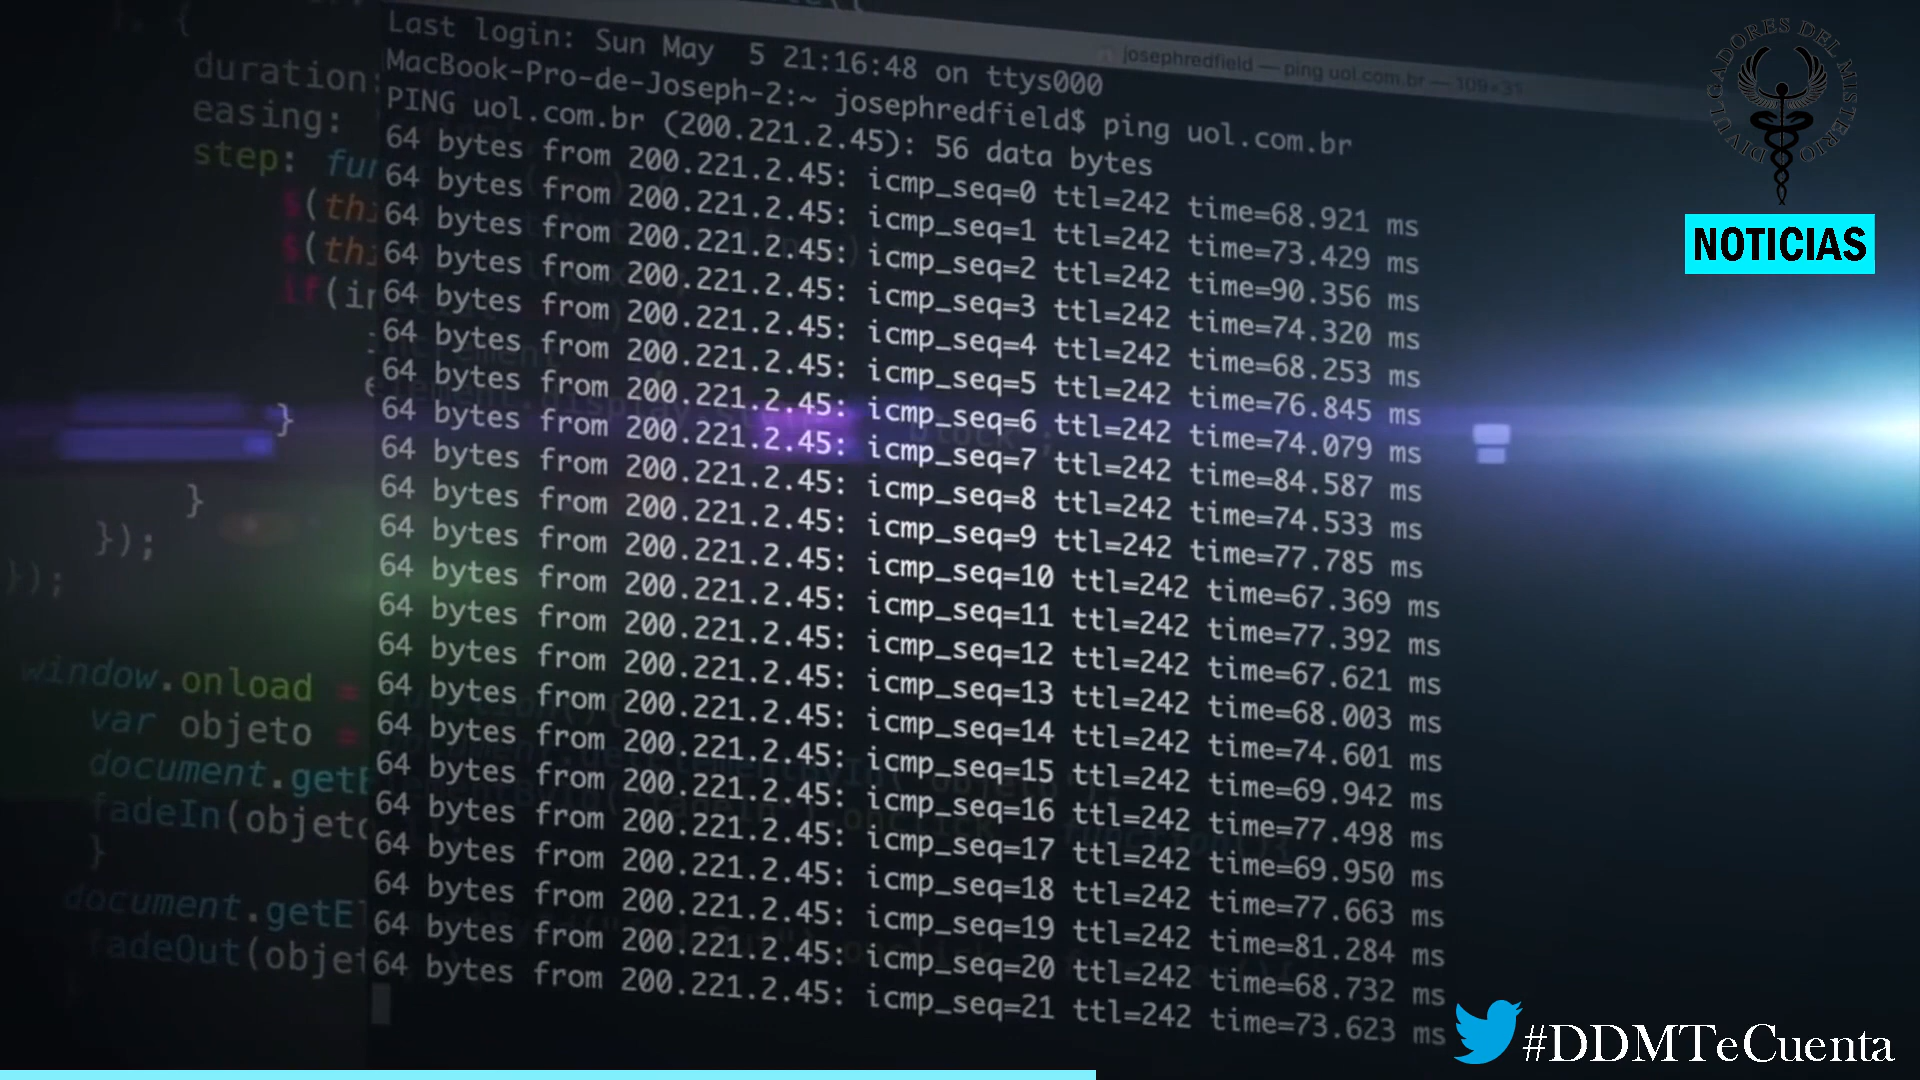 Last login: Sun May  5 21:16:48 on ttys000
josephredfield — ping uol.com.br — 109×31
MacBook-Pro-de-Joseph-2:~ josephredfield$ ping uol.com.br
PING uol.com.br (200.221.2.45): 56 data bytes
64 bytes from 200.221.2.45: icmp_seq=0 ttl=242 time=68.921 ms
64 bytes from 200.221.2.45: icmp_seq=1 ttl=242 time=73.429 ms
64 bytes from 200.221.2.45: icmp_seq=2 ttl=242 time=90.356 ms
64 bytes from 200.221.2.45: icmp_seq=3 ttl=242 time=74.320 ms
64 bytes from 200.221.2.45: icmp_seq=4 ttl=242 time=68.253 ms
64 bytes from 200.221.2.45: icmp_seq=5 ttl=242 time=76.845 ms
64 bytes from 200.221.2.45: icmp_seq=6 ttl=242 time=74.079 ms
64 bytes from 200.221.2.45: icmp_seq=7 ttl=242 time=84.587 ms
64 bytes from 200.221.2.45: icmp_seq=8 ttl=242 time=74.533 ms
64 bytes from 200.221.2.45: icmp_seq=9 ttl=242 time=77.785 ms
64 bytes from 200.221.2.45: icmp_seq=10 ttl=242 time=67.369 ms
64 bytes from 200.221.2.45: icmp_seq=11 ttl=242 time=77.392 ms
64 bytes from 200.221.2.45: icmp_seq=12 ttl=242 time=67.621 ms
64 bytes from 200.221.2.45: icmp_seq=13 ttl=242 time=68.003 ms
64 bytes from 200.221.2.45: icmp_seq=14 ttl=242 time=74.601 ms
64 bytes from 200.221.2.45: icmp_seq=15 ttl=242 time=69.942 ms
64 bytes from 200.221.2.45: icmp_seq=16 ttl=242 time=77.498 ms
64 bytes from 200.221.2.45: icmp_seq=17 ttl=242 time=69.950 ms
64 bytes from 200.221.2.45: icmp_seq=18 ttl=242 time=77.663 ms
64 bytes from 200.221.2.45: icmp_seq=19 ttl=242 time=81.284 ms
64 bytes from 200.221.2.45: icmp_seq=20 ttl=242 time=68.732 ms
64 bytes from 200.221.2.45: icmp_seq=21 ttl=242 time=73.623 ms
duration:
easing:
step: fun
$(thi
$(thi
if(in
}
}
});
});
window.onload =
var objeto =
document.getE
fadeIn(objeto
}
document.getEl
fadeOut(objet
DIVULGADORES DEL MISTERIO
NOTICIAS
#DDMTeCuenta